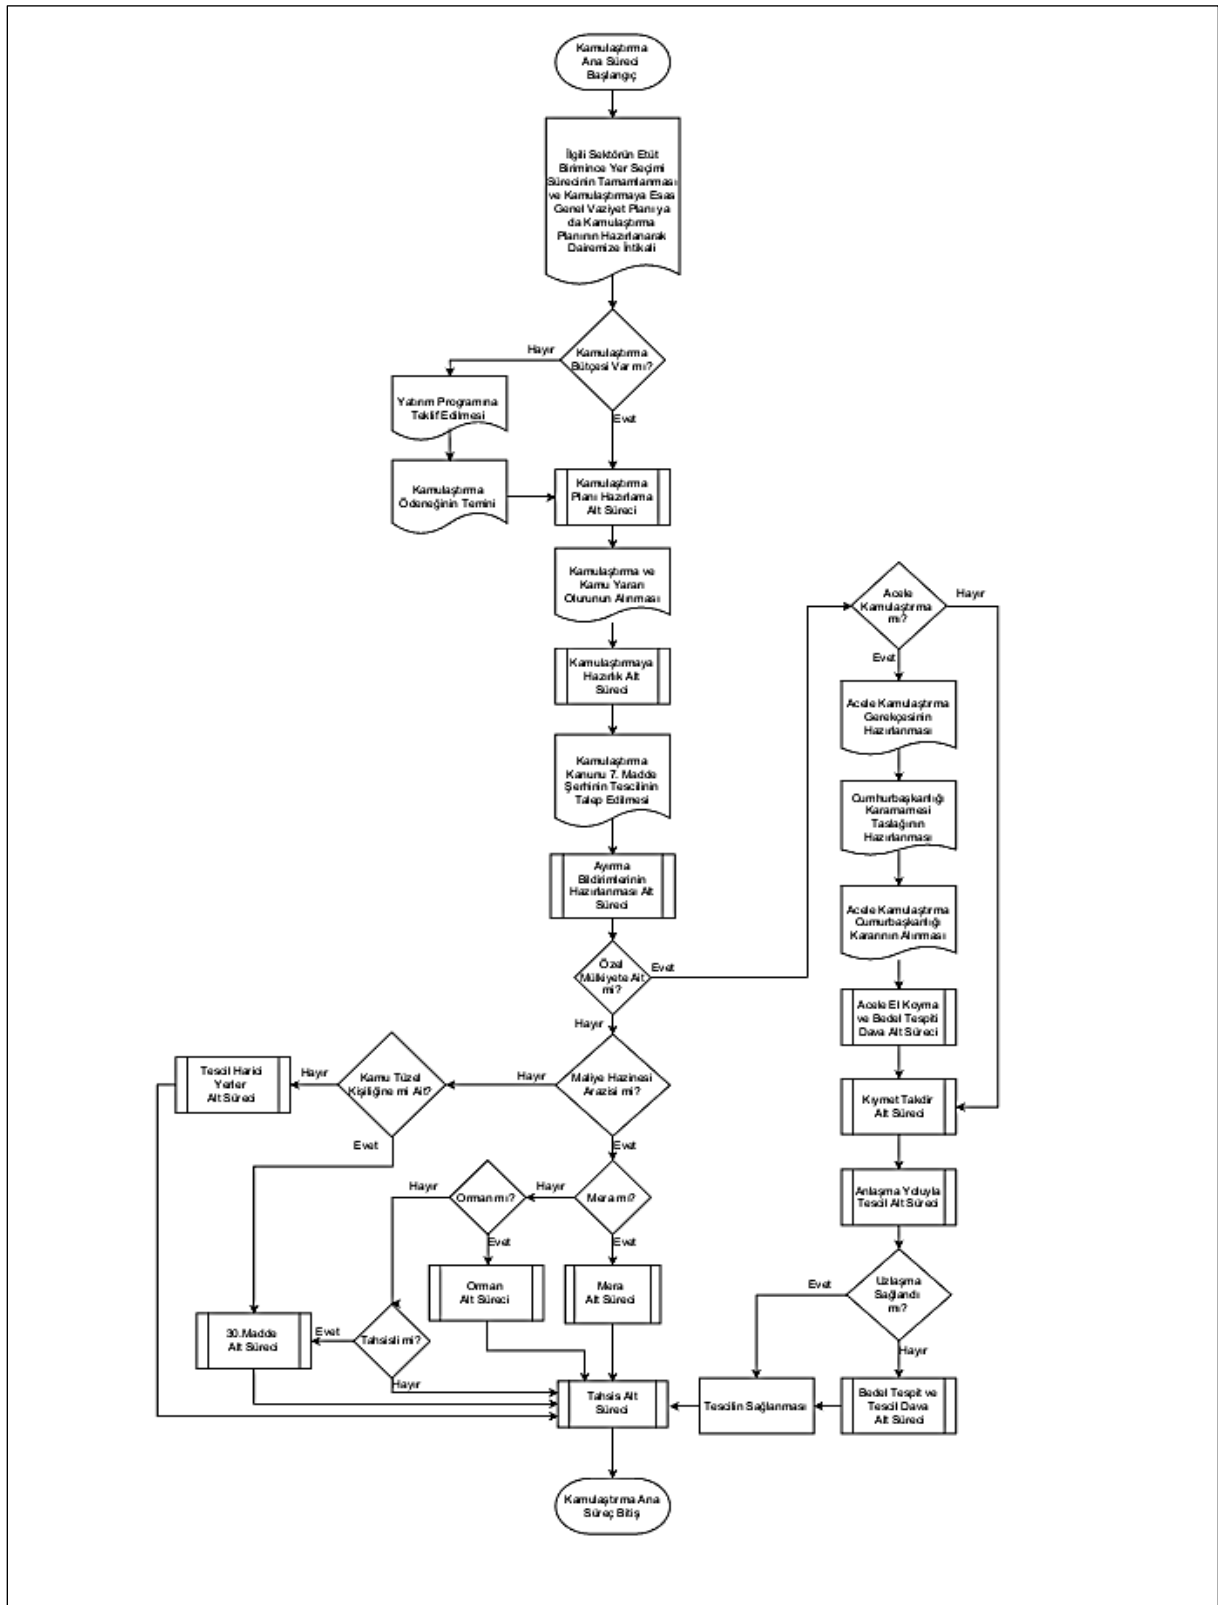 Kamulaştırma
Ana Süreci
Başlangıç
İlgili Sektörün Etüt
Birimince Yer Seçimi
Sürecinin Tamamlanması
ve Kamulaştırmaya Esas
Genel Vaziyet Planı ya
da Kamulaştırma
Planının Hazırlanarak
Dairemize İntikali
Kamulaştırma
Bütçesi Var mı?
Hayır
Evet
Yatırım Programına
Teklif Edilmesi
Kamulaştırma
Ödeneğinin Temini
Kamulaştırma
Planı Hazırlama
Alt Süreci
Kamulaştırma ve
Kamu Yararı
Olurunun Alınması
Kamulaştırmaya
Hazırlık Alt
Süreci
Kamulaştırma
Kanunu 7. Madde
Şerhinin Tescilinin
Talep Edilmesi
Ayırma
Bildirimlerinin
Hazırlanması Alt
Süreci
Özel
Mülkiyete Ait
mi?
Evet
Hayır
Acele
Kamulaştırma
mı?
Hayır
Evet
Acele Kamulaştırma
Gerekçesinin
Hazırlanması
Cumhurbaşkanlığı
Kararnamesi
Taslağının
Hazırlanması
Acele Kamulaştırma
Cumurbaşkanlığı
Kararının Alınması
Acele El Koyma
ve Bedel Tespiti
Dava Alt Süreci
Kıymet Takdir
Alt Süreci
Anlaşma Yoluyla
Tescil Alt Süreci
Uzlaşma
Sağlandı
mı?
Evet
Hayır
Bedel Tespit ve
Tescil Dava
Alt Süreci
Tescilin Sağlanması
Maliye Hazinesi
Arazisi mi?
Hayır
Evet
Kamu Tüzel
Kişiliğine mi Ait?
Hayır
Evet
Tescil Harici
Yerler
Alt Süreci
Mera mı?
Hayır
Evet
Orman mı?
Hayır
Evet
Orman
Alt Süreci
Mera
Alt Süreci
Tahsisli mi?
Evet
Hayır
30.Madde
Alt Süreci
Tahsis Alt
Süreci
Kamulaştırma Ana
Süreç Bitiş